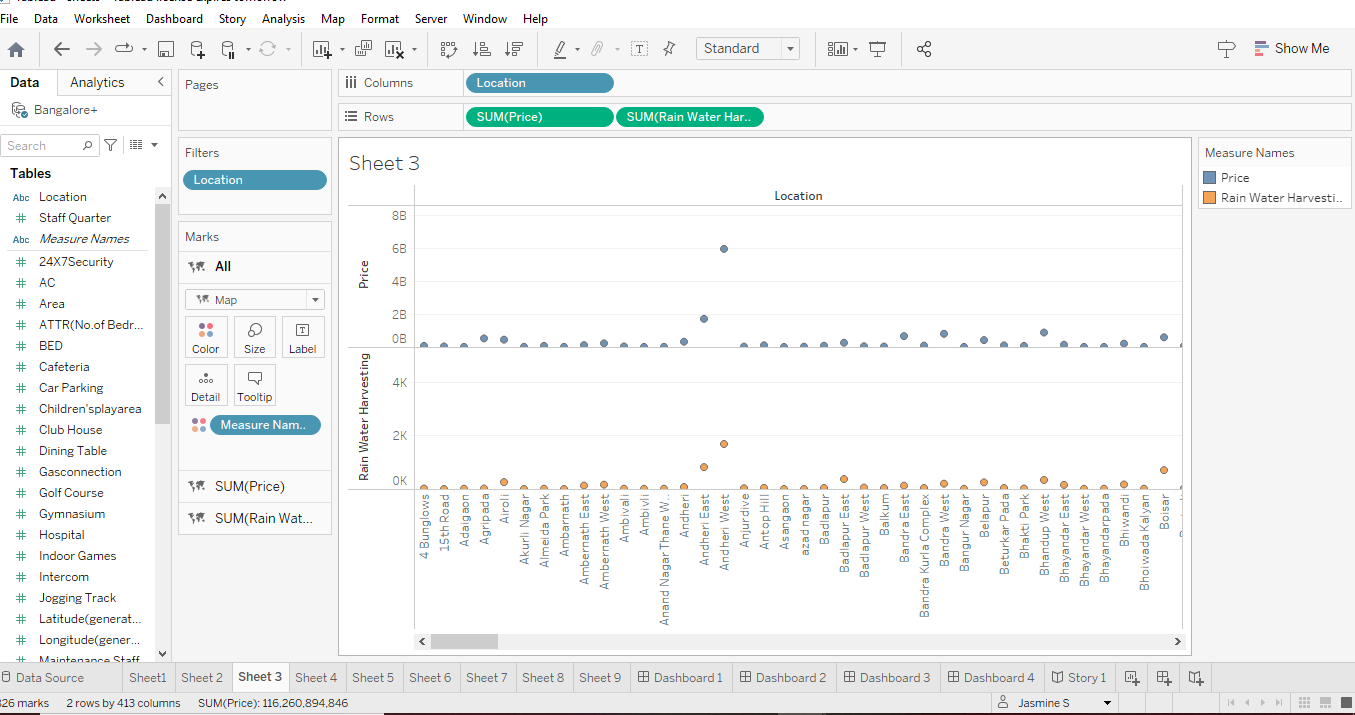 File Data Worksheet Dashboard Story Analysis Map Format Server Window Help
Standard
Show Me
Data Analytics
Bangalore+
Search
Tables
Abc Location
# Staff Quarter
Abc Measure Names
# 24X7Security
# AC
# Area
# ATTR(No.of Bedr...
# BED
# Cafeteria
# Car Parking
# Children'splayarea
# Club House
# Dining Table
# Gasconnection
# Golf Course
# Gymnasium
# Hospital
# Indoor Games
# Intercom
# Jogging Track
# Latitude(generat...
# Longitude(gener...
# Maintenance Staff
Pages
Filters
Location
Marks
All
Map
Color Size Label
Detail Tooltip
Measure Nam..
SUM(Price)
SUM(Rain Wat...
Columns Location
Rows SUM(Price) SUM(Rain Water Har..
Sheet 3
Location
Price
8B
6B
4B
2B
0B
Rain Water Harvesting
4K
2K
0K
4 Bunglows
15th Road
Adaigaon
Agripada
Airoli
Akurli Nagar
Almeida Park
Ambarnath
Ambernath East
Ambernath West
Ambivali
Ambivli
Anand Nagar Thane W...
Andheri
Andheri East
Andheri West
Anjurdive
Antop Hill
Asangaon
azad nagar
Badlapur
Badlapur East
Badlapur West
Balkum
Bandra East
Bandra Kurla Complex
Bandra West
Bangur Nagar
Belapur
Beturkar Pada
Bhakti Park
Bhandup West
Bhayandar East
Bhayandar West
Bhayandarpada
Bhiwandi
Bhoiwada Kalyan
Boisar
Measure Names
Price
Rain Water Harvesti..
Data Source Sheet1 Sheet 2 Sheet 3 Sheet 4 Sheet 5 Sheet 6 Sheet 7 Sheet 8 Sheet 9 Dashboard 1 Dashboard 2 Dashboard 3 Dashboard 4 Story 1
826 marks 2 rows by 413 columns SUM(Price): 116,260,894,846 Jasmine S